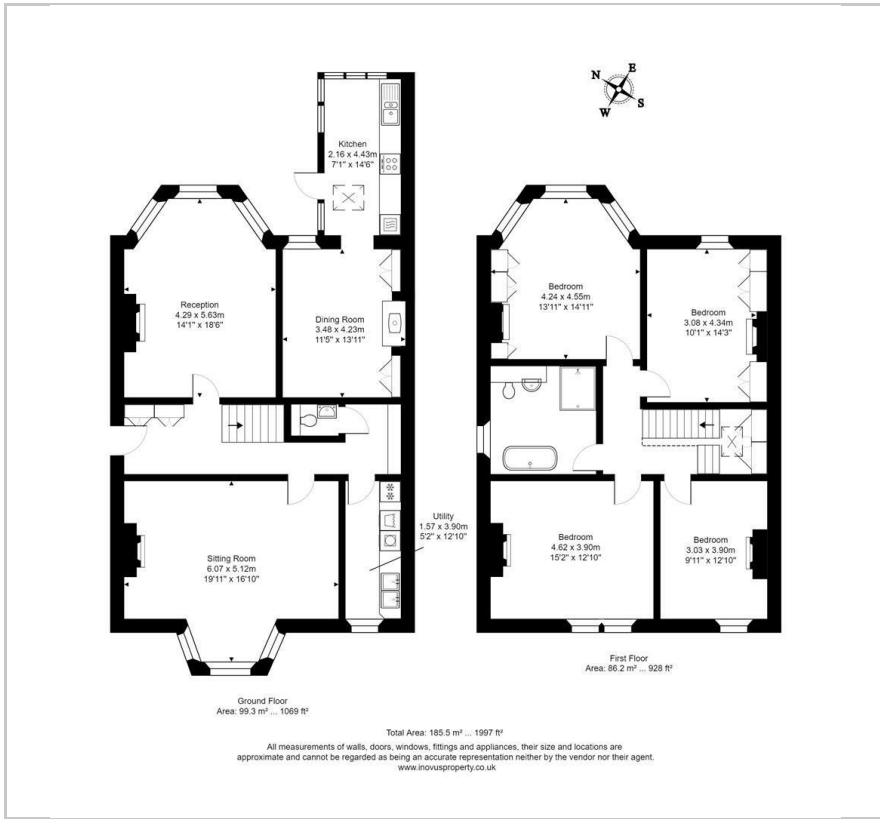 N
E
W
S
Kitchen
2.16 x 4.43m
7'1" x 14'6"
Reception
4.29 x 5.63m
14'1" x 18'6"
Dining Room
3.48 x 4.23m
11'5" x 13'11"
Utility
1.57 x 3.90m
5'2" x 12'10"
Sitting Room
6.07 x 5.12m
19'11" x 16'10"
Ground Floor
Area: 99.3 m² ... 1069 ft²
Bedroom
4.24 x 4.55m
13'11" x 14'11"
Bedroom
3.08 x 4.34m
10'1" x 14'3"
Bedroom
4.62 x 3.90m
15'2" x 12'10"
Bedroom
3.03 x 3.90m
9'11" x 12'10"
First Floor
Area: 86.2 m² ... 928 ft²
Total Area: 185.5 m² ... 1997 ft²
All measurements of walls, doors, windows, fittings and appliances, their size and locations are
approximate and cannot be regarded as being an accurate representation neither by the vendor nor their agent.
www.inovusproperty.co.uk